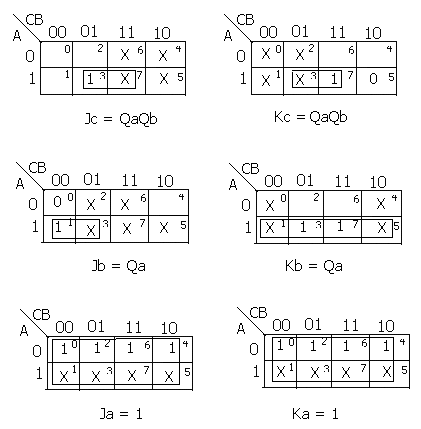 CB
A 00 01 11 10
0 0 2 X 6 X 4
1 1 1 3 X 7 X 5
Jc = QaQb
CB
A 00 01 11 10
0 X 0 X 2 6 4
1 X 1 X 3 1 7 0 5
Kc = QaQb
CB
A 00 01 11 10
0 0 0 X 2 X 6 4
1 1 1 X 3 X 7 X 5
Jb = Qa
CB
A 00 01 11 10
0 X 0 2 6 X 4
1 X 1 1 3 1 7 X 5
Kb = Qa
CB
A 00 01 11 10
0 1 0 1 2 1 6 1 4
1 X 1 X 3 X 7 X 5
Ja = 1
CB
A 00 01 11 10
0 1 0 1 2 1 6 1 4
1 X 1 X 3 X 7 X 5
Ka = 1